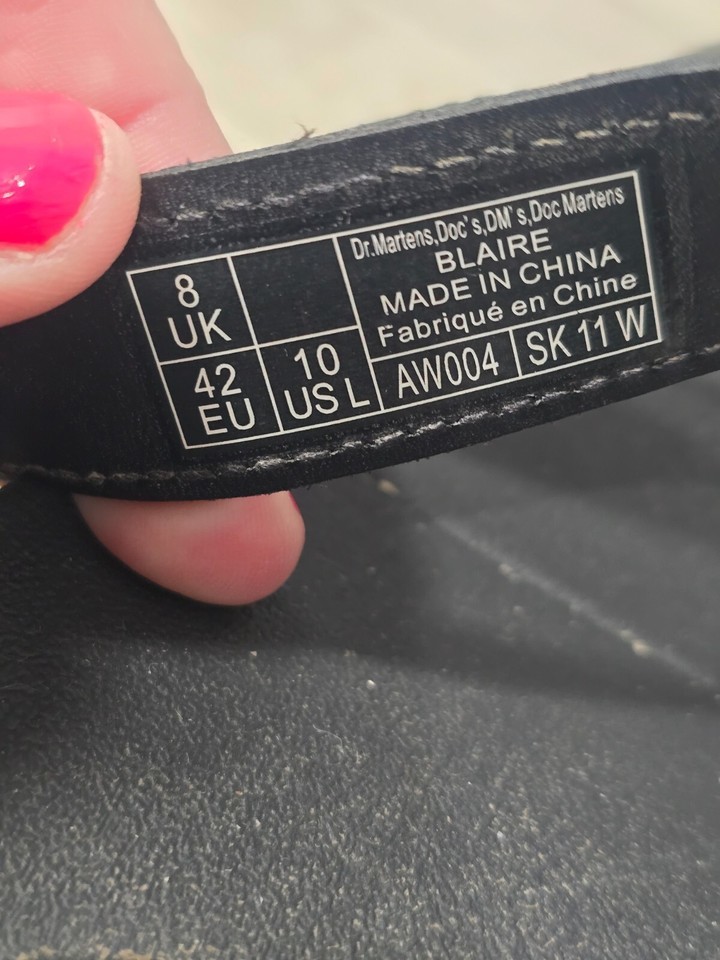 8
UK
42
EU
10
US L
Dr.Martens,Doc's,DM's,Doc Martens
BLAIRE
MADE IN CHINA
Fabriqué en Chine
AW004
SK 11 W